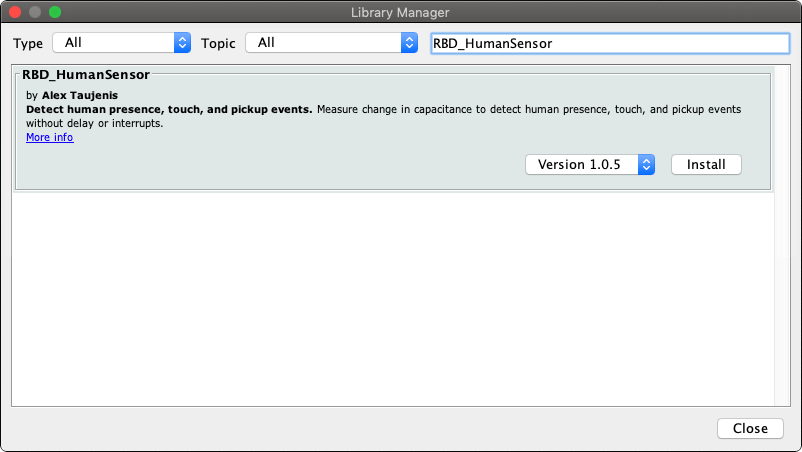 Library Manager
Type All Topic All RBD_HumanSensor
RBD_HumanSensor
by Alex Taujenis
Detect human presence, touch, and pickup events. Measure change in capacitance to detect human presence, touch, and pickup events
without delay or interrupts.
More info
Version 1.0.5 Install
Close